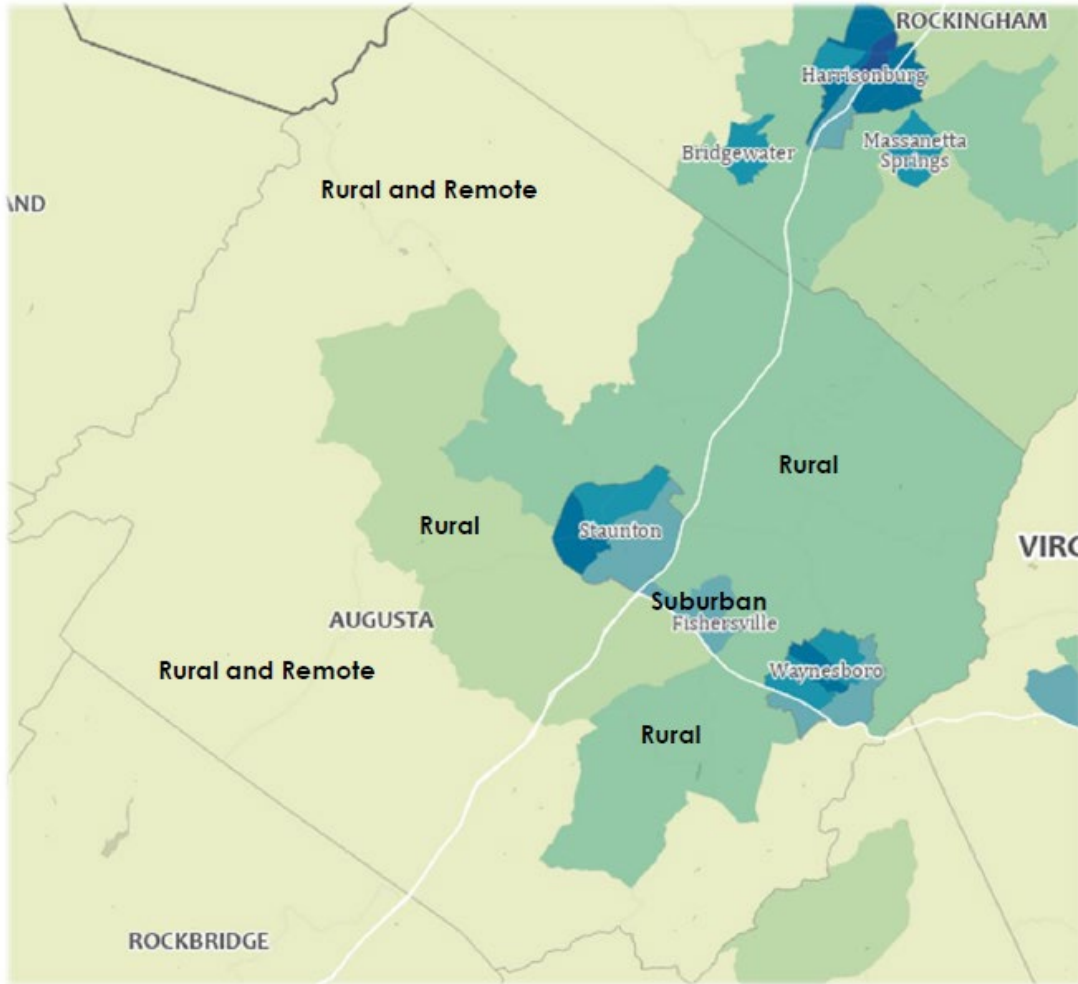 ROCKINGHAM
Harrisonburg
Bridgewater
Massanetta
Springs
Rural and Remote
AND
Rural
Rural
Staunton
VIRG
Suburban
Fishersville
AUGUSTA
Rural and Remote
Waynesboro
Rural
ROCKBRIDGE